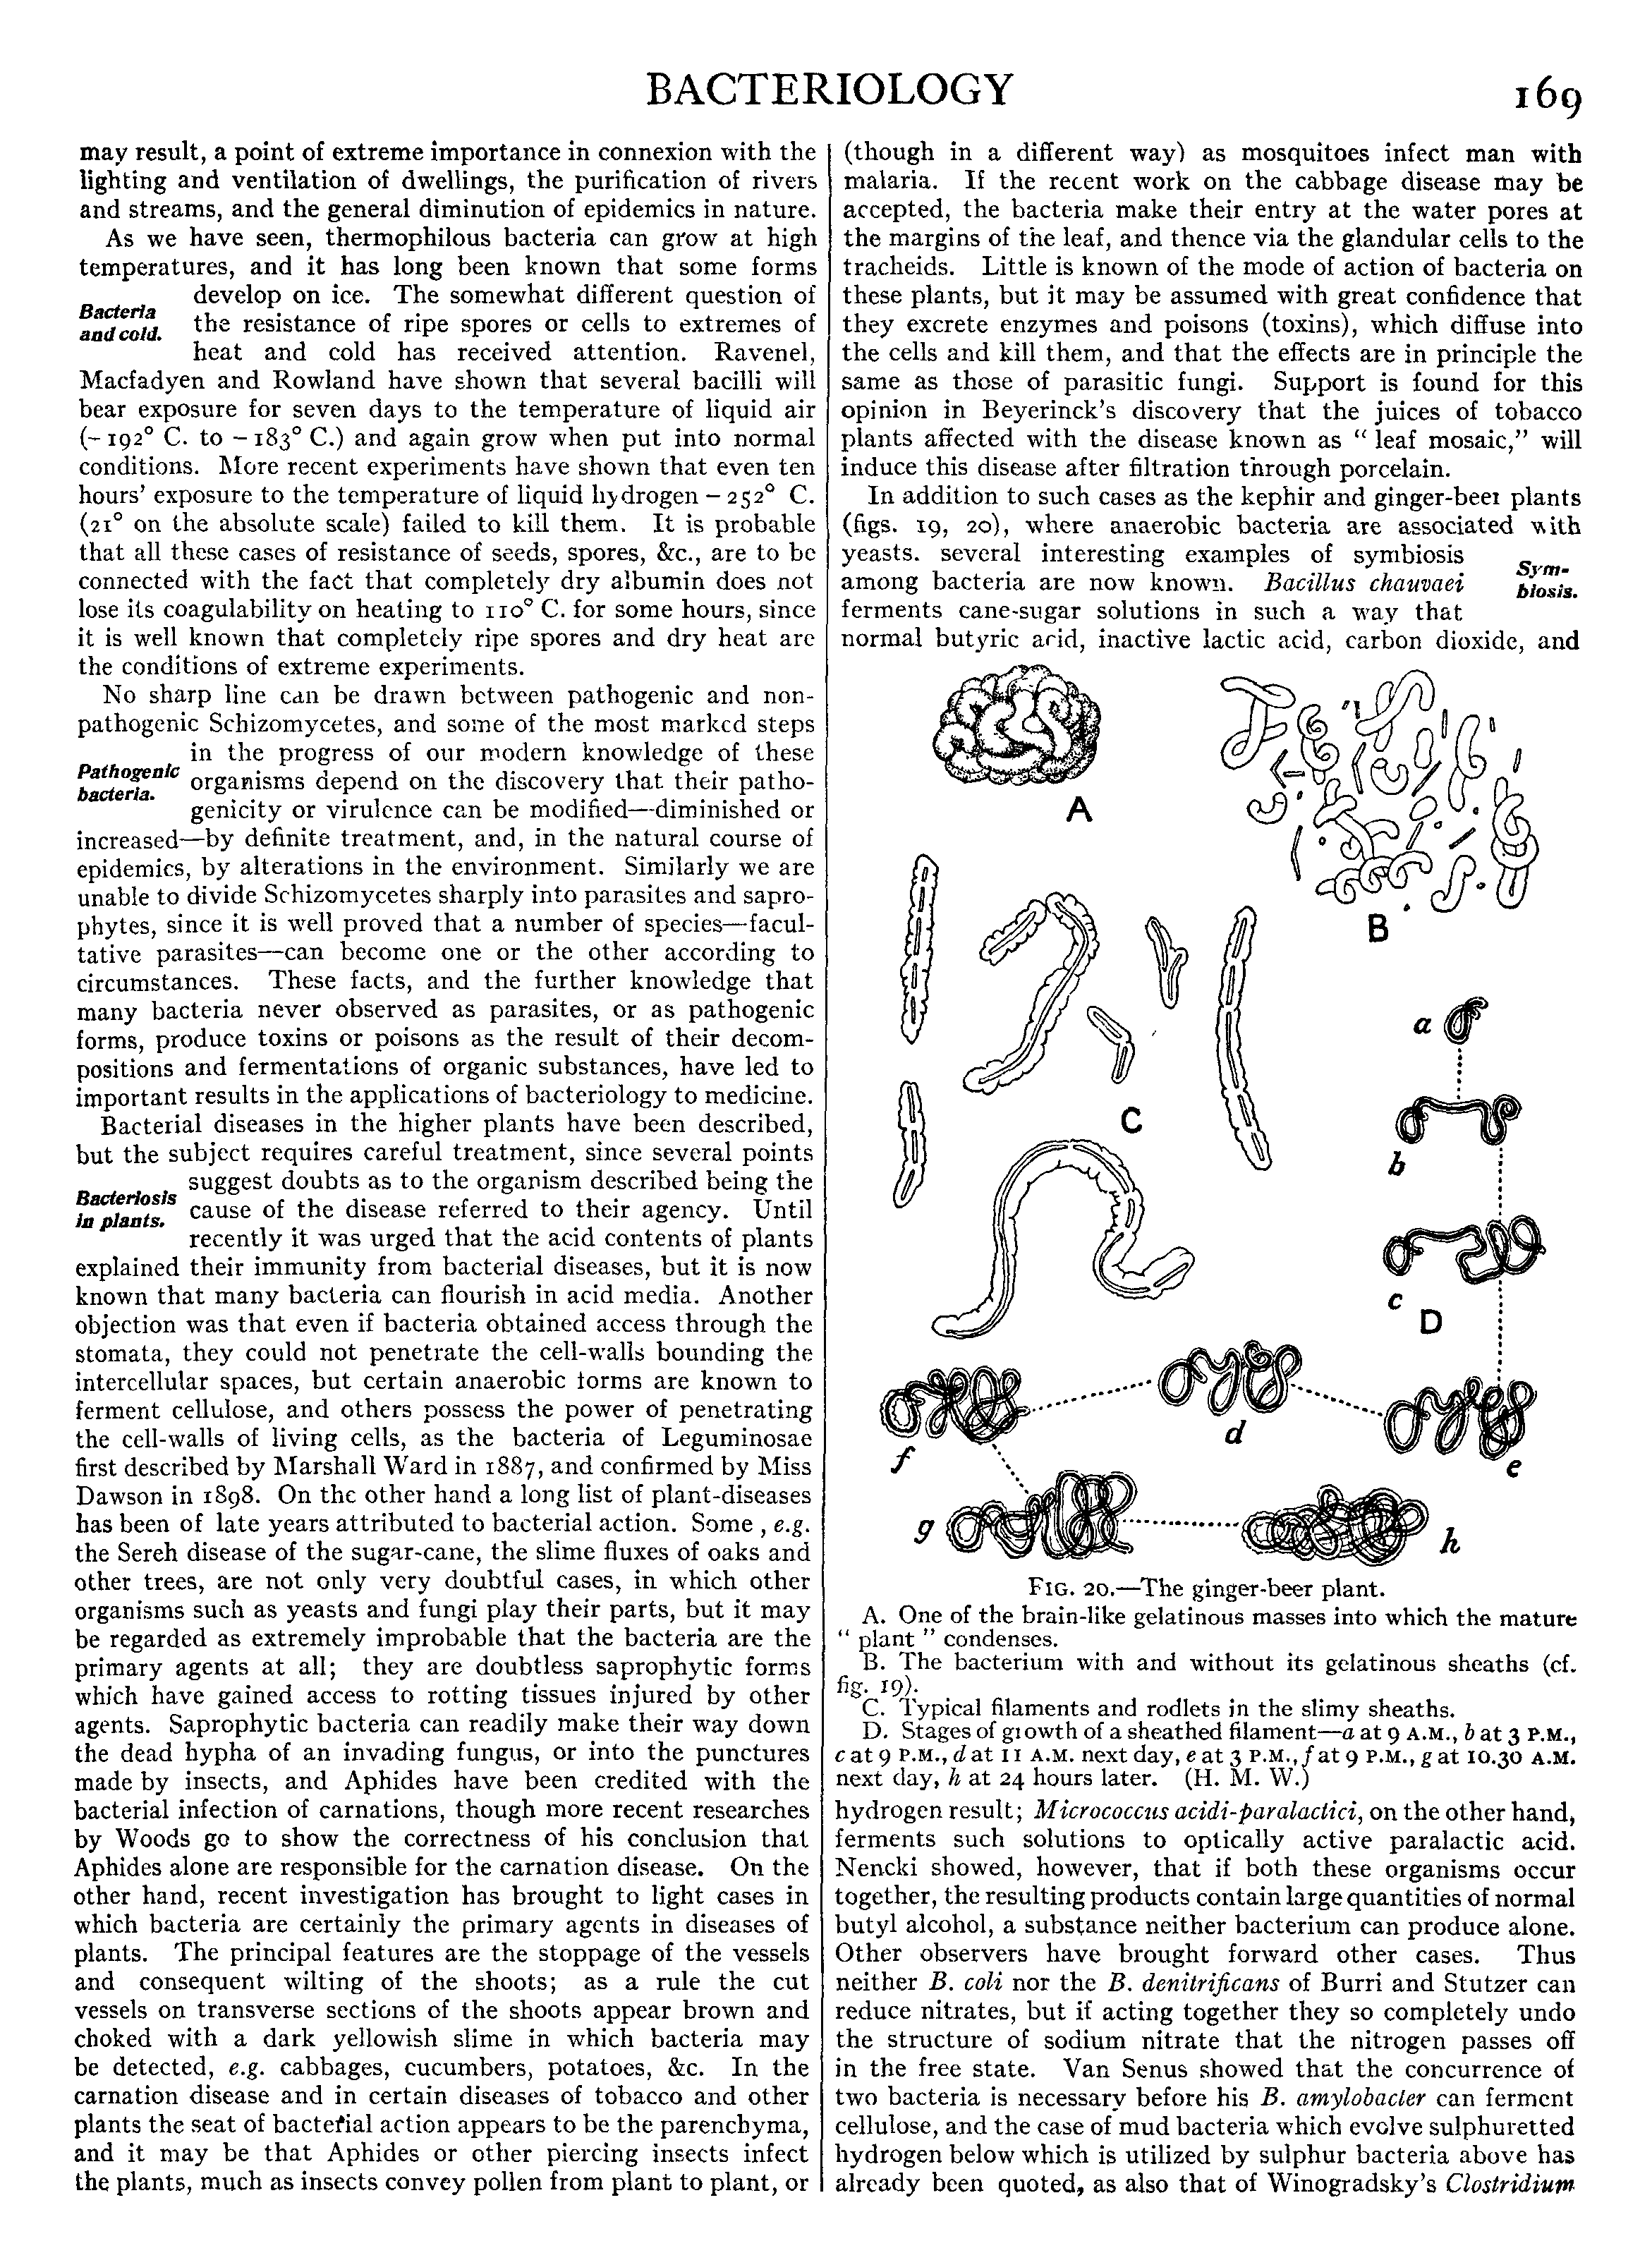 BACTERIOLOGY
169
may result, a point of extreme importance in connexion with the
lighting and ventilation of dwellings, the purification of rivers
and streams, and the general diminution of epidemics in nature.
As we have seen, thermophilous bacteria can grow at high
temperatures, and it has long been known that some forms
Bacteria
and cold.
develop on ice. The somewhat different question of
the resistance of ripe spores or cells to extremes of
heat and cold has received attention. Ravenel,
Macfadyen and Rowland have shown that several bacilli will
bear exposure for seven days to the temperature of liquid air
(−192° C. to −183° C.) and again grow when put into normal
conditions. More recent experiments have shown that even ten
hours' exposure to the temperature of liquid hydrogen −252° C.
(21° on the absolute scale) failed to kill them. It is probable
that all these cases of resistance of seeds, spores, &c., are to be
connected with the fact that completely dry albumin does not
lose its coagulability on heating to 110° C. for some hours, since
it is well known that completely ripe spores and dry heat are
the conditions of extreme experiments.
No sharp line can be drawn between pathogenic and non-
pathogenic Schizomycetes, and some of the most marked steps
Pathogenic
bacteria.
in the progress of our modern knowledge of these
organisms depend on the discovery that their patho-
genicity or virulence can be modified—diminished or
increased—by definite treatment, and, in the natural course of
epidemics, by alterations in the environment. Similarly we are
unable to divide Schizomycetes sharply into parasites and sapro-
phytes, since it is well proved that a number of species—facul-
tative parasites—can become one or the other according to
circumstances. These facts, and the further knowledge that
many bacteria never observed as parasites, or as pathogenic
forms, produce toxins or poisons as the result of their decom-
positions and fermentations of organic substances, have led to
important results in the applications of bacteriology to medicine.
Bacterial diseases in the higher plants have been described,
but the subject requires careful treatment, since several points
Bacteriosis
in plants.
suggest doubts as to the organism described being the
cause of the disease referred to their agency. Until
recently it was urged that the acid contents of plants
explained their immunity from bacterial diseases, but it is now
known that many bacteria can flourish in acid media. Another
objection was that even if bacteria obtained access through the
stomata, they could not penetrate the cell-walls bounding the
intercellular spaces, but certain anaerobic forms are known to
ferment cellulose, and others possess the power of penetrating
the cell-walls of living cells, as the bacteria of Leguminosae
first described by Marshall Ward in 1887, and confirmed by Miss
Dawson in 1898. On the other hand a long list of plant-diseases
has been of late years attributed to bacterial action. Some , e.g.
the Sereh disease of the sugar-cane, the slime fluxes of oaks and
other trees, are not only very doubtful cases, in which other
organisms such as yeasts and fungi play their parts, but it may
be regarded as extremely improbable that the bacteria are the
primary agents at all; they are doubtless saprophytic forms
which have gained access to rotting tissues injured by other
agents. Saprophytic bacteria can readily make their way down
the dead hypha of an invading fungus, or into the punctures
made by insects, and Aphides have been credited with the
bacterial infection of carnations, though more recent researches
by Woods go to show the correctness of his conclusion that
Aphides alone are responsible for the carnation disease. On the
other hand, recent investigation has brought to light cases in
which bacteria are certainly the primary agents in diseases of
plants. The principal features are the stoppage of the vessels
and consequent wilting of the shoots; as a rule the cut
vessels on transverse sections of the shoots appear brown and
choked with a dark yellowish slime in which bacteria may
be detected, e.g. cabbages, cucumbers, potatoes, &c. In the
carnation disease and in certain diseases of tobacco and other
plants the seat of bacterial action appears to be the parenchyma,
and it may be that Aphides or other piercing insects infect
the plants, much as insects convey pollen from plant to plant, or
(though in a different way) as mosquitoes infect man with
malaria. If the recent work on the cabbage disease may be
accepted, the bacteria make their entry at the water pores at
the margins of the leaf, and thence via the glandular cells to the
tracheids. Little is known of the mode of action of bacteria on
these plants, but it may be assumed with great confidence that
they excrete enzymes and poisons (toxins), which diffuse into
the cells and kill them, and that the effects are in principle the
same as those of parasitic fungi. Support is found for this
opinion in Beyerinck's discovery that the juices of tobacco
plants affected with the disease known as " leaf mosaic," will
induce this disease after filtration through porcelain.
In addition to such cases as the kephir and ginger-beer plants
(figs. 19, 20), where anaerobic bacteria are associated with
yeasts. several interesting examples of symbiosis
among bacteria are now known. Bacillus chauvaei
ferments cane-sugar solutions in such a way that
Sym-
biosis.
normal butyric acid, inactive lactic acid, carbon dioxide, and
A
B
C
a
b
c
D
f
d
e
g
h
FIG. 20.—The ginger-beer plant.
A. One of the brain-like gelatinous masses into which the mature
" plant " condenses.
B. The bacterium with and without its gelatinous sheaths (cf.
fig. 19).
C. Typical filaments and rodlets in the slimy sheaths.
D. Stages of growth of a sheathed filament—a at 9 A.M., b at 3 P.M.,
c at 9 P.M., d at 11 A.M. next day, e at 3 P.M., f at 9 P.M., g at 10.30 A.M.
next day, h at 24 hours later. (H. M. W.)
hydrogen result; Micrococcus acidi-paralactici, on the other hand,
ferments such solutions to optically active paralactic acid.
Nencki showed, however, that if both these organisms occur
together, the resulting products contain large quantities of normal
butyl alcohol, a substance neither bacterium can produce alone.
Other observers have brought forward other cases. Thus
neither B. coli nor the B. denitrificans of Burri and Stutzer can
reduce nitrates, but if acting together they so completely undo
the structure of sodium nitrate that the nitrogen passes off
in the free state. Van Senus showed that the concurrence of
two bacteria is necessary before his B. amylobacter can ferment
cellulose, and the case of mud bacteria which evolve sulphuretted
hydrogen below which is utilized by sulphur bacteria above has
already been quoted, as also that of Winogradsky's Clostridium